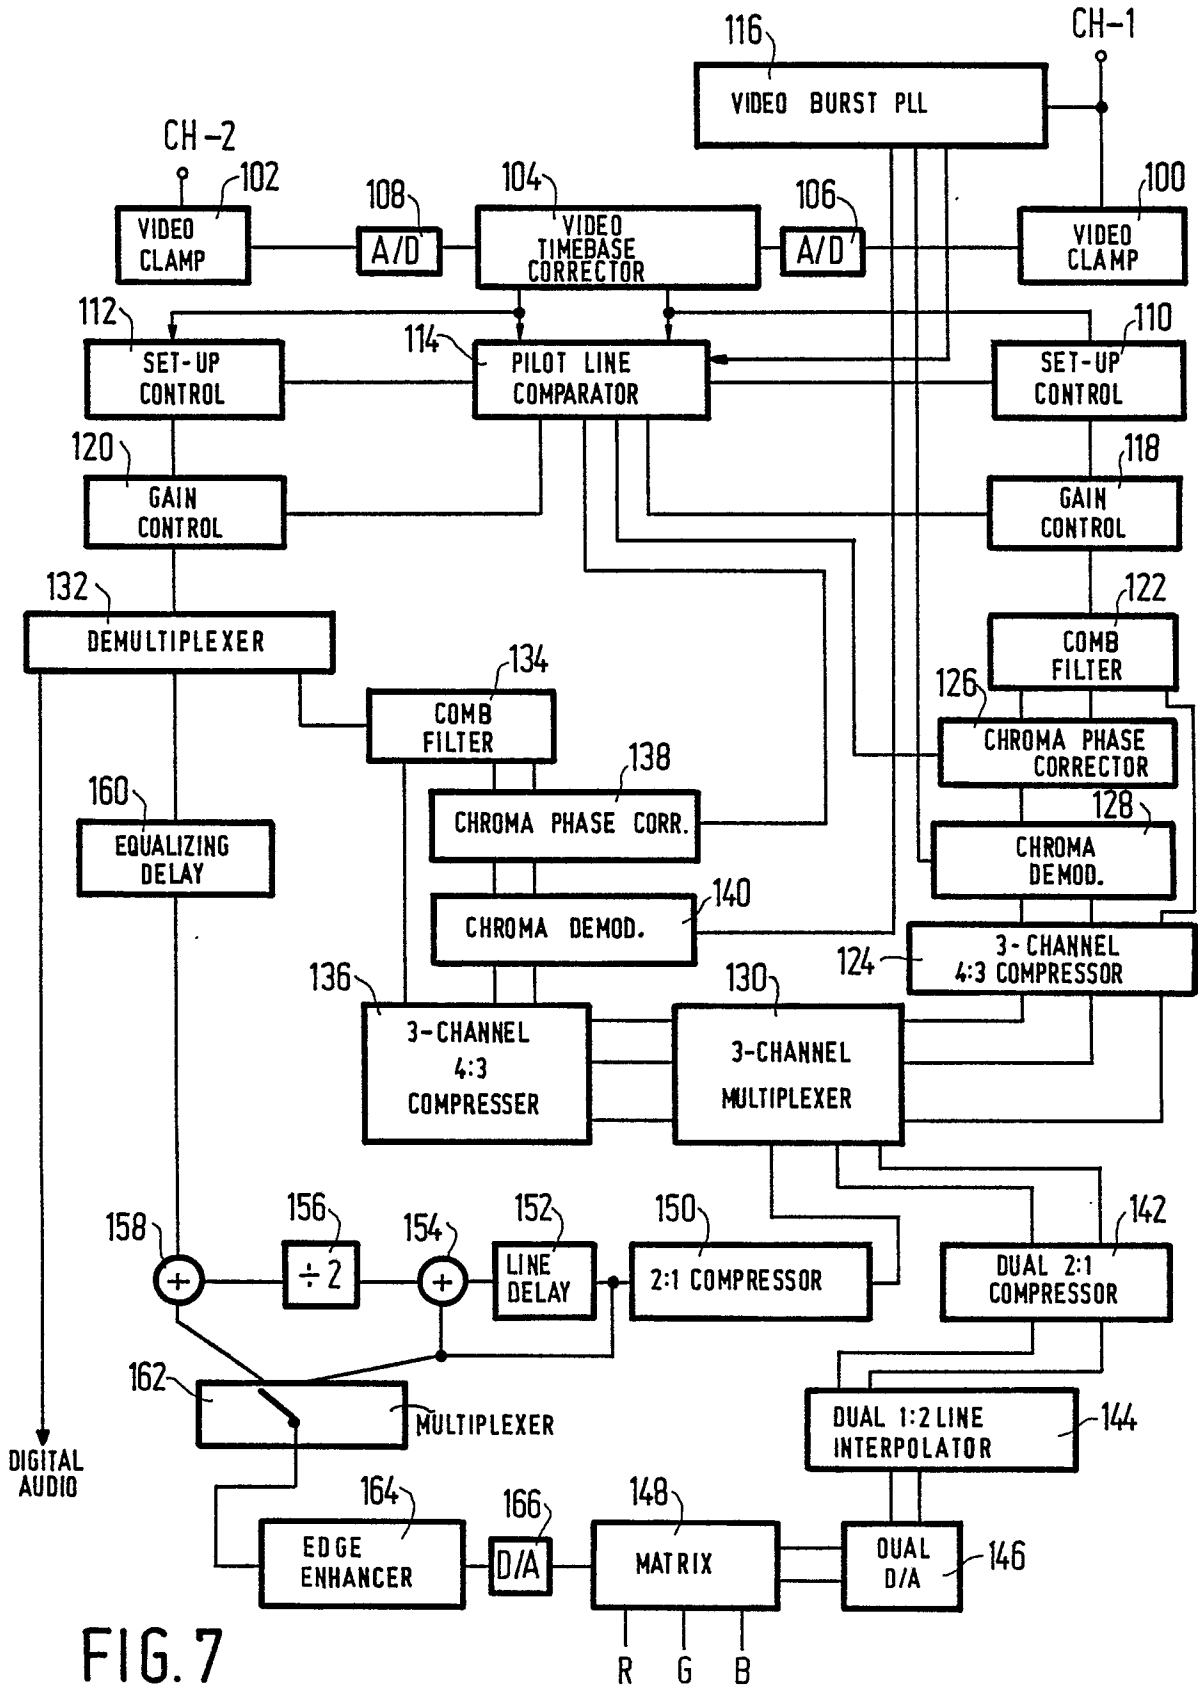 CH-1
116
VIDEO BURST PLL
CH-2
102
108
104
106
100
VIDEO
CLAMP
A/D
VIDEO
TIMEBASE
CORRECTOR
A/D
VIDEO
CLAMP
112
114
110
SET-UP
CONTROL
PILOT LINE
COMPARATOR
SET-UP
CONTROL
120
118
GAIN
CONTROL
GAIN
CONTROL
132
122
DEMULTIPLEXER
COMB
FILTER
134
126
COMB
FILTER
CHROMA PHASE
CORRECTOR
138
160
128
CHROMA PHASE CORR.
EQUALIZING
DELAY
CHROMA
DEMOD.
140
CHROMA DEMOD.
124
3-CHANNEL
4:3 COMPRESSOR
136
130
3-CHANNEL
4:3
COMPRESSER
3-CHANNEL
MULTIPLEXER
158
156
154
152
150
142
+
÷2
+
LINE
DELAY
2:1 COMPRESSOR
DUAL 2:1
COMPRESSOR
162
MULTIPLEXER
DUAL 1:2 LINE
INTERPOLATOR
144
DIGITAL
AUDIO
164
166
148
EDGE
ENHANCER
D/A
MATRIX
DUAL
D/A
146
R G B
FIG. 7